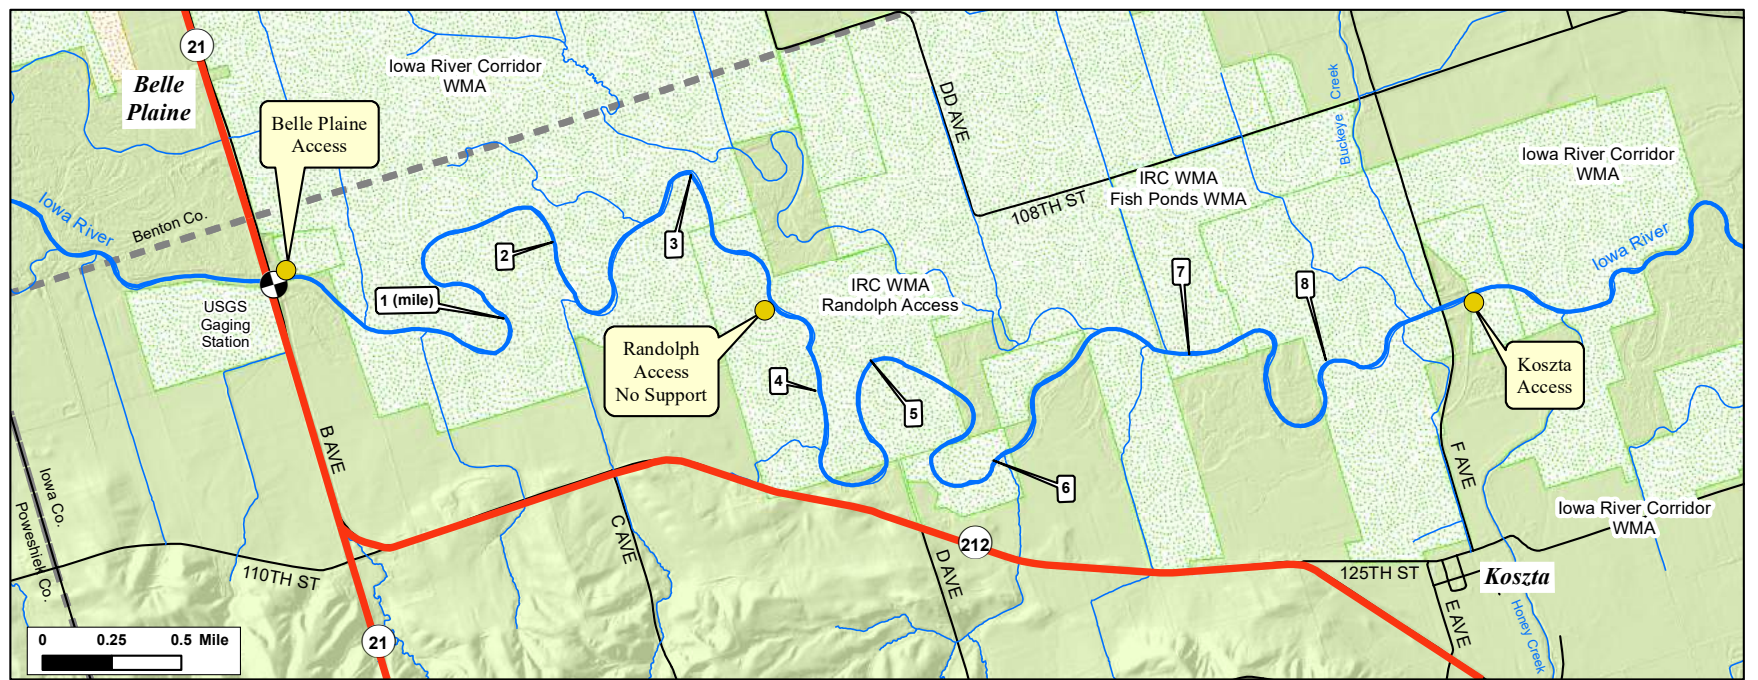 21
Belle
Plaine
Iowa River Corridor
WMA
Belle Plaine
Access
Iowa River
Benton Co.
USGS
Gaging
Station
1 (mile)
2
3
DD AVE
108TH ST
IRC WMA
Fish Ponds WMA
Buckeye Creek
Iowa River Corridor
WMA
Iowa River
IRC WMA
Randolph Access
Randolph
Access
No Support
4
5
6
7
8
Koszta
Access
B AVE
C AVE
D AVE
F AVE
E AVE
Iowa Co.
Poweshiek Co.
110TH ST
212
125TH ST
Koszta
Iowa River Corridor
WMA
Honey Creek
21
0 0.25 0.5 Mile